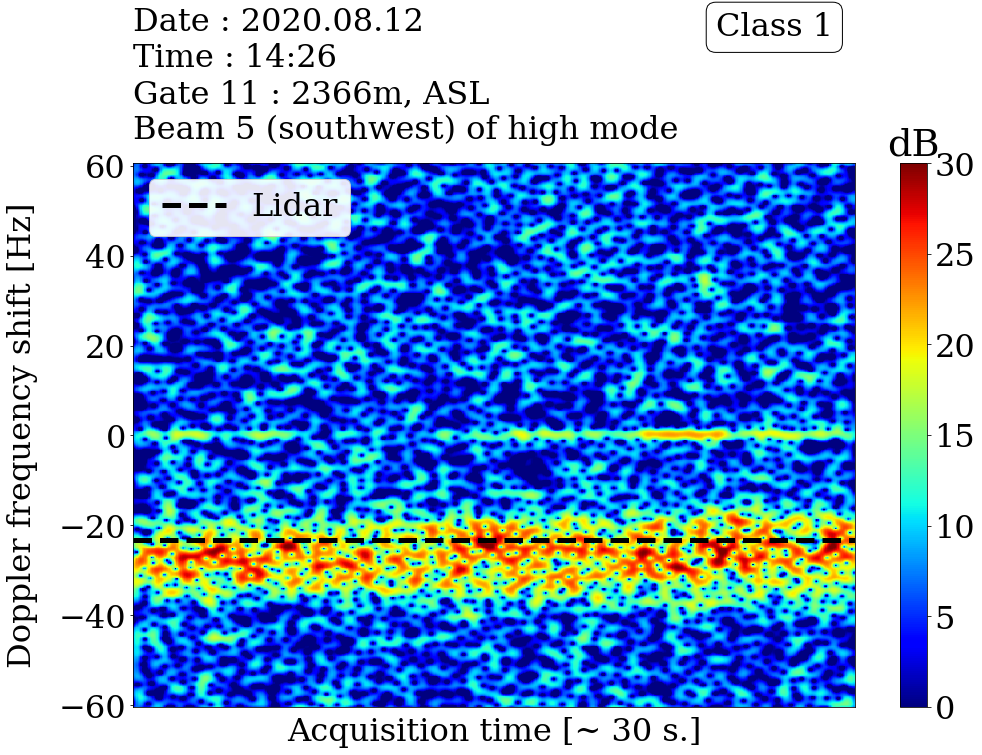 Date : 2020.08.12
Time : 14:26
Gate 11 : 2366m, ASL
Beam 5 (southwest) of high mode
Class 1
dB
Lidar
60
40
20
0
−20
−40
−60
Doppler frequency shift [Hz]
Acquisition time [~ 30 s.]
30
25
20
15
10
5
0